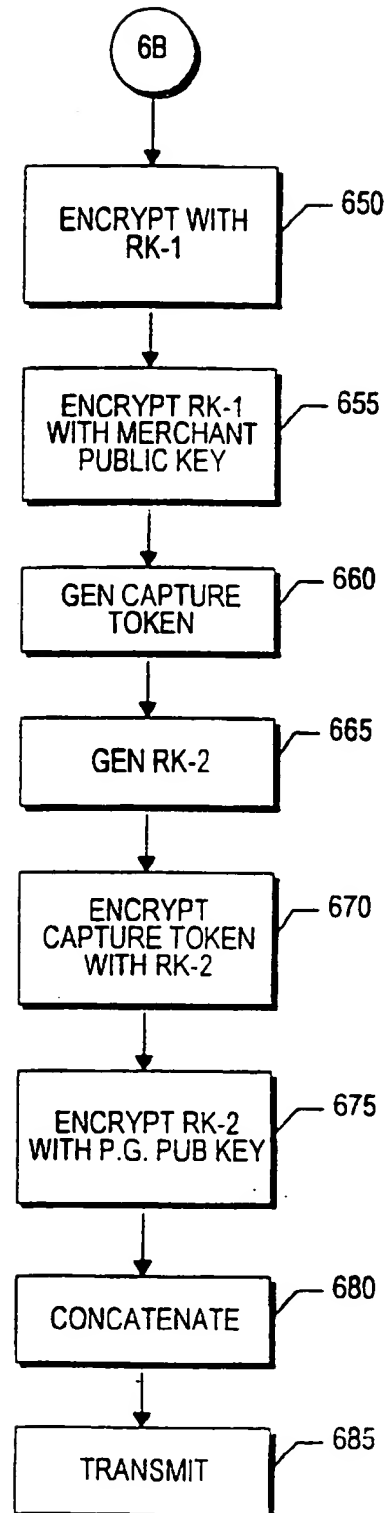 6B
ENCRYPT WITH
RK-1
650
ENCRYPT RK-1
WITH MERCHANT
PUBLIC KEY
655
GEN CAPTURE
TOKEN
660
GEN RK-2
665
ENCRYPT
CAPTURE TOKEN
WITH RK-2
670
ENCRYPT RK-2
WITH P.G. PUB KEY
675
CONCATENATE
680
TRANSMIT
685